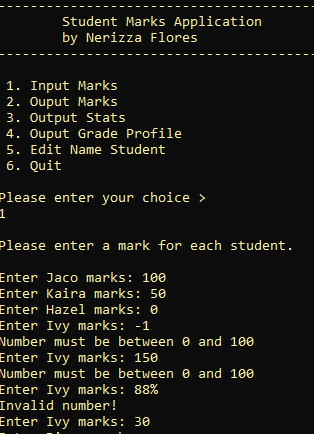 Student Marks Application
by Nerizza Flores
1. Input Marks
2. Ouput Marks
3. Output Stats
4. Ouput Grade Profile
5. Edit Name Student
6. Quit
Please enter your choice >
1
Please enter a mark for each student.
Enter Jaco marks: 100
Enter Kaira marks: 50
Enter Hazel marks: 0
Enter Ivy marks: -1
Number must be between 0 and 100
Enter Ivy marks: 150
Number must be between 0 and 100
Enter Ivy marks: 88%
Invalid number!
Enter Ivy marks: 30